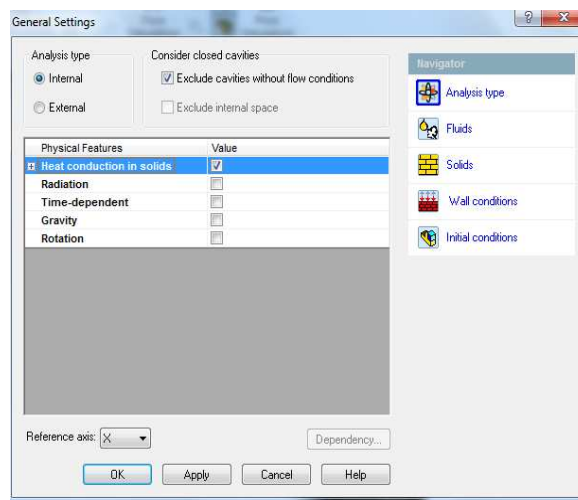 General Settings
Analysis type
Internal
External
Consider closed cavities
Exclude cavities without flow conditions
Exclude internal space
Physical Features Value
Heat conduction in solids
Radiation
Time-dependent
Gravity
Rotation
Reference axis: X
Dependency...
OK Apply Cancel Help
Navigator
Analysis type
Fluids
Solids
Wall conditions
Initial conditions